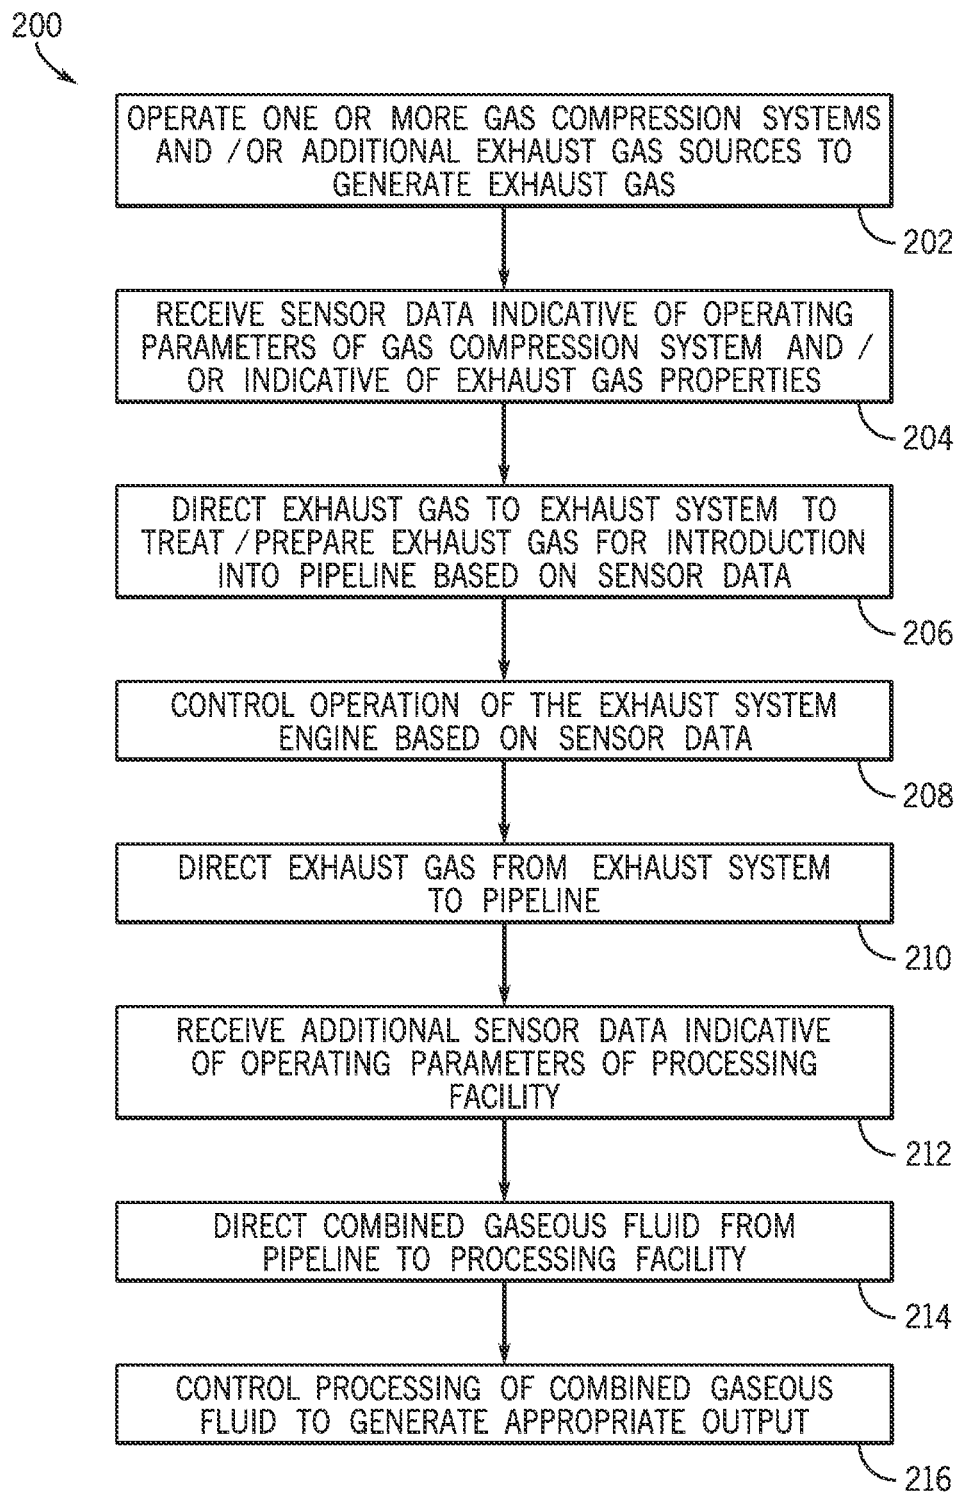 200
OPERATE ONE OR MORE GAS COMPRESSION SYSTEMS
AND /OR ADDITIONAL EXHAUST GAS SOURCES TO
GENERATE EXHAUST GAS
202
RECEIVE SENSOR DATA INDICATIVE OF OPERATING
PARAMETERS OF GAS COMPRESSION SYSTEM AND /
OR INDICATIVE OF EXHAUST GAS PROPERTIES
204
DIRECT EXHAUST GAS TO EXHAUST SYSTEM TO
TREAT /PREPARE EXHAUST GAS FOR INTRODUCTION
INTO PIPELINE BASED ON SENSOR DATA
206
CONTROL OPERATION OF THE EXHAUST SYSTEM
ENGINE BASED ON SENSOR DATA
208
DIRECT EXHAUST GAS FROM EXHAUST SYSTEM
TO PIPELINE
210
RECEIVE ADDITIONAL SENSOR DATA INDICATIVE
OF OPERATING PARAMETERS OF PROCESSING
FACILITY
212
DIRECT COMBINED GASEOUS FLUID FROM
PIPELINE TO PROCESSING FACILITY
214
CONTROL PROCESSING OF COMBINED GASEOUS
FLUID TO GENERATE APPROPRIATE OUTPUT
216